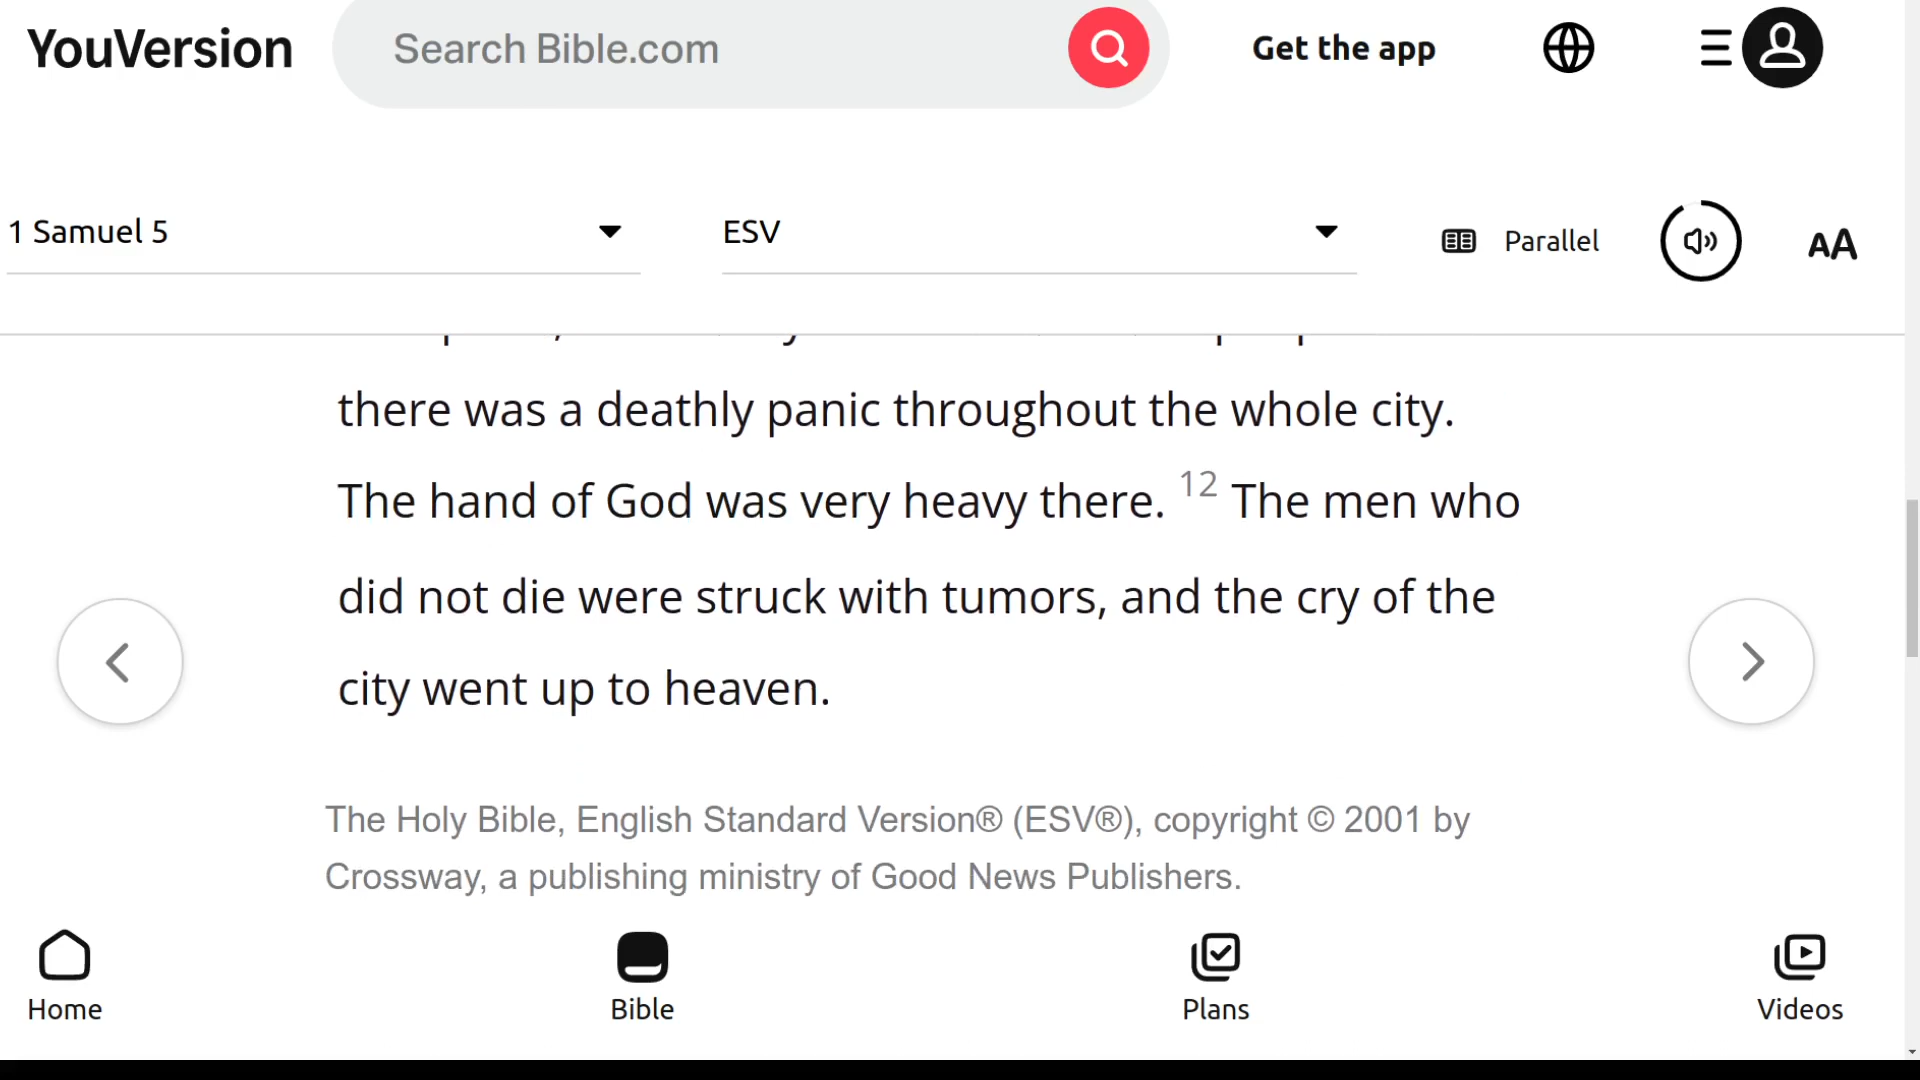 YouVersion
Search Bible.com
Get the app
1 Samuel 5
ESV
Parallel
AA
there was a deathly panic throughout the whole city.
The hand of God was very heavy there. 12 The men who
did not die were struck with tumors, and the cry of the
city went up to heaven.
The Holy Bible, English Standard Version® (ESV®), copyright © 2001 by
Crossway, a publishing ministry of Good News Publishers.
Home
Bible
Plans
Videos